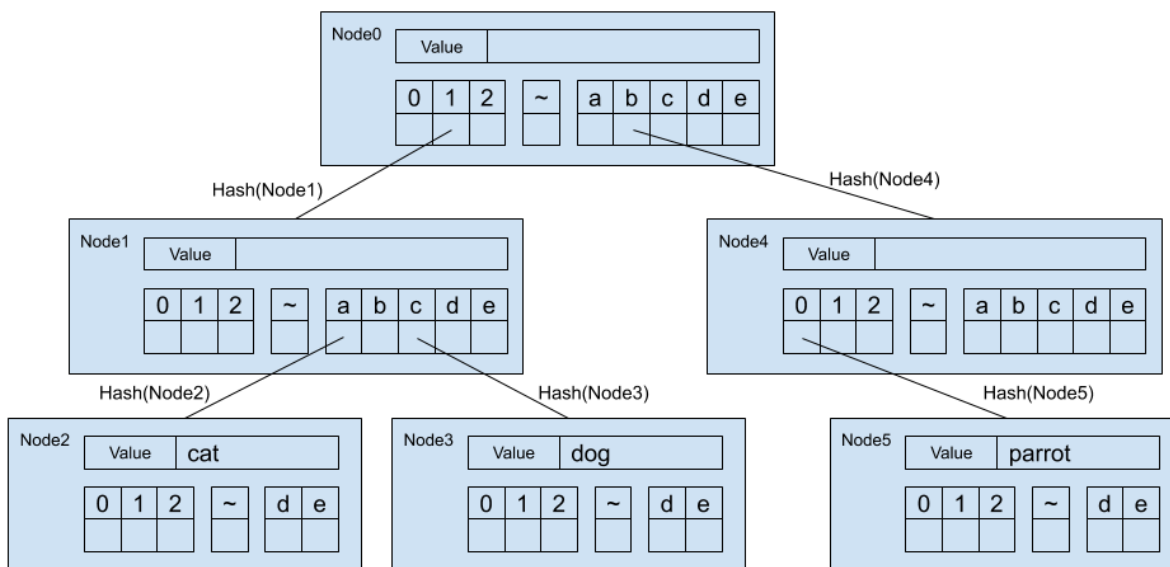 Node0
Value
0 1 2 ~ a b c d e
Hash(Node1)
Hash(Node4)
Node1
Value
0 1 2 ~ a b c d e
Node4
Value
0 1 2 ~ a b c d e
Hash(Node2)
Hash(Node3)
Hash(Node5)
Node2
Value cat
0 1 2 ~ d e
Node3
Value dog
0 1 2 ~ d e
Node5
Value parrot
0 1 2 ~ d e